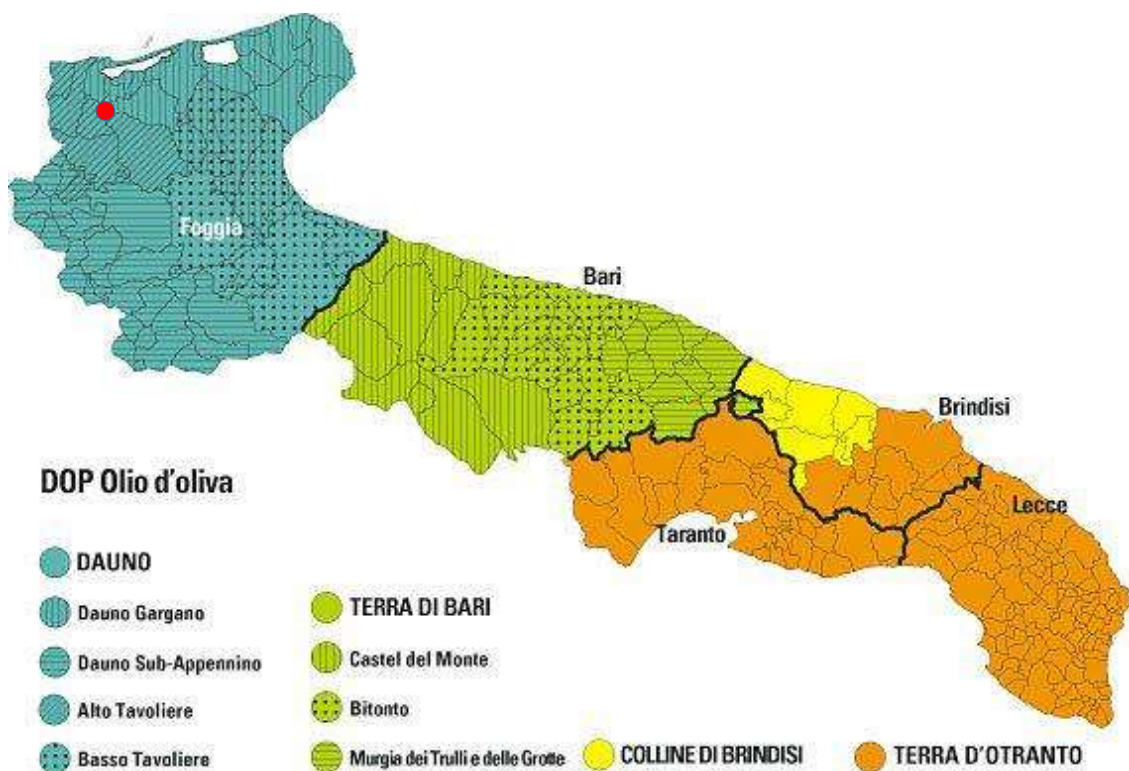 Foggia
Bari
Brindisi
Lecce
Taranto
DOP Olio d'oliva
DAUNO
Dauno Gargano
Dauno Sub-Appennino
Alto Tavoliere
Basso Tavoliere
TERRA DI BARI
Castel del Monte
Bitonto
Murgia dei Trulli e delle Grotte
COLLINE DI BRINDISI
TERRA D'OTRANTO